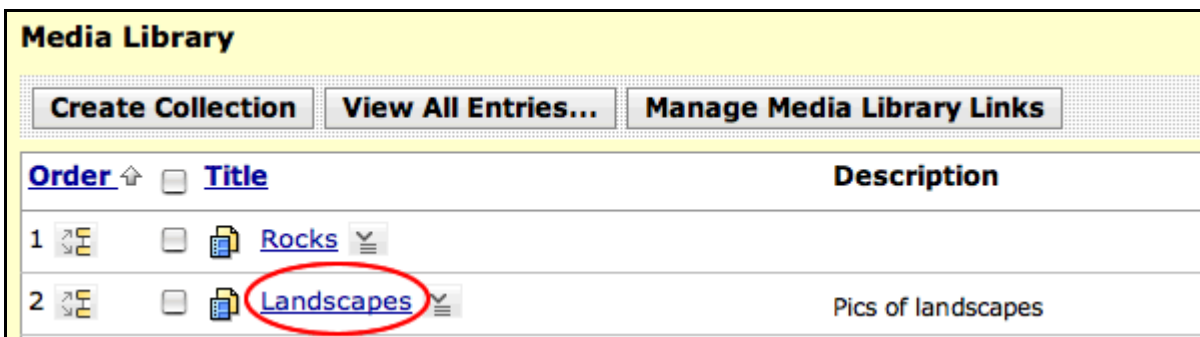 Media Library
Create Collection View All Entries... Manage Media Library Links
Order Title Description
1 Rocks
2 Landscapes Pics of landscapes